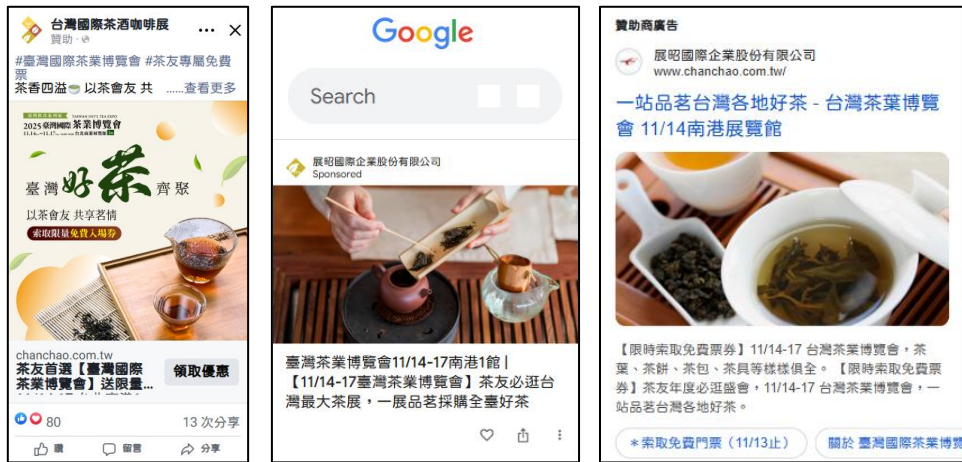 台灣國際茶酒咖啡展
贊助
#臺灣國際茶業博覽會 #茶友專屬免費
票
茶香四溢🍵 以茶會友 共 ......查看更多
2025臺灣國際茶業博覽會
臺灣好茶齊聚
以茶會友 共享茗情
索取限量免費入場券
chanchao.com.tw
茶友首選【臺灣國際
茶業博覽會】送限量...
領取優惠
80
13 次分享
讚
留言
分享
Google
Search
展昭國際企業股份有限公司
Sponsored
臺灣茶業博覽會11/14-17南港1館 |
【11/14-17臺灣茶業博覽會】茶友必逛台
灣最大茶展，一展品茗採購全臺好茶
贊助商廣告
展昭國際企業股份有限公司
www.chanchao.com.tw/
一站品茗台灣各地好茶 - 台灣茶葉博覽
會 11/14南港展覽館
【限時索取免費票券】11/14-17 台灣茶業博覽會，茶
葉、茶餅、茶包、茶具等樣樣俱全。 【限時索取免費票
券】茶友年度必逛盛會，11/14-17 台灣茶業博覽會，一
站品茗台灣各地好茶。
＊索取免費門票（11/13止）
關於 臺灣國際茶業博覽